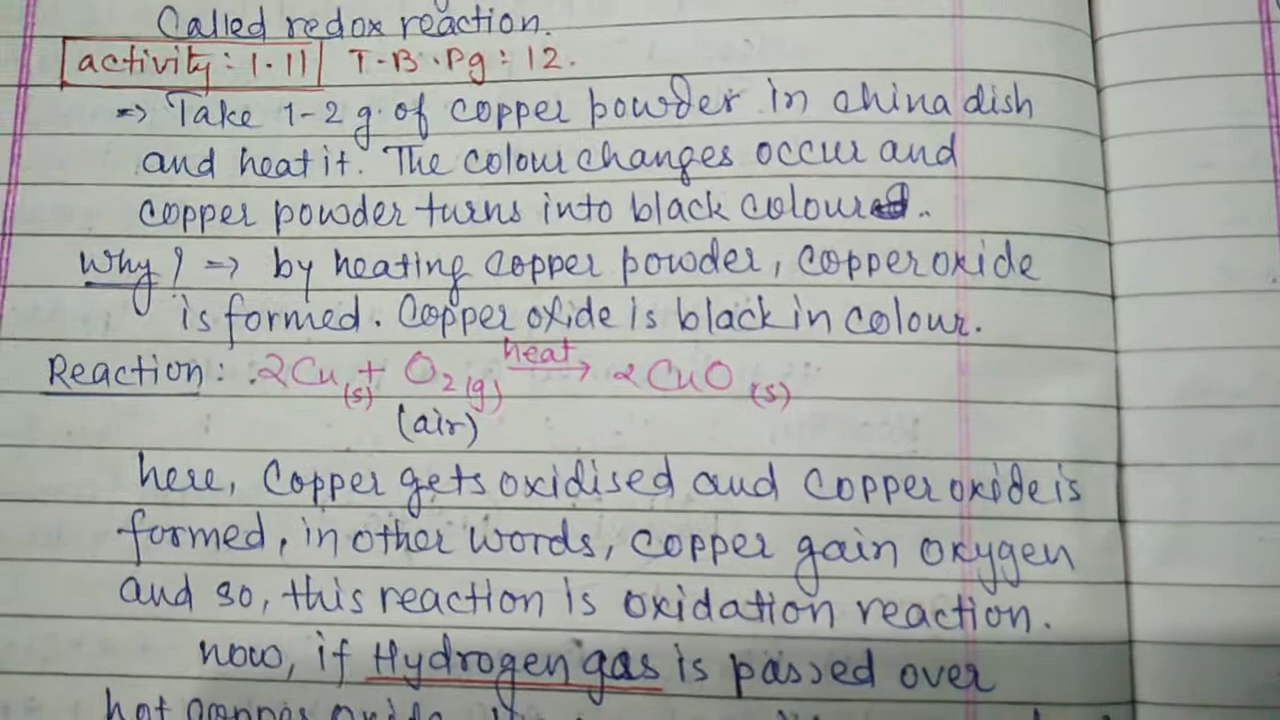 Called redox reaction.
activity: 1.11 T.B.Pg: 12.
=> Take 1-2 g. of copper powder in china dish
and heat it. The colour changes occur and
copper powder turns into black colour.
Why? => by heating copper powder, copper oxide
is formed. Copper oxide is black in colour.
Reaction: 2Cu(s) + O2(g) heat→ 2CuO(s)
(air)
here, Copper gets oxidised and copper oxide is
formed, in other words, copper gain oxygen
and so, this reaction is oxidation reaction.
now, if Hydrogen gas is passed over
hot copper oxide,